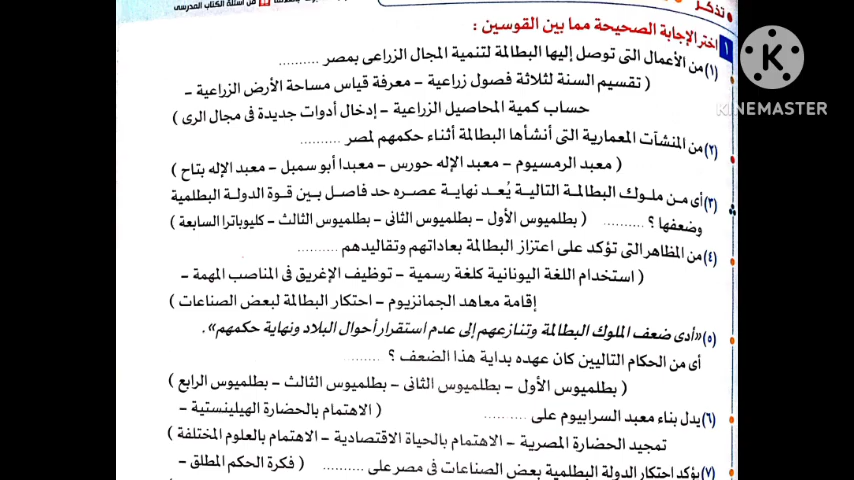 • تذكر
من أسئلة الكتاب المدرسى
١ اختر الإجابة الصحيحة مما بين القوسين :
(١) من الأعمال التى توصل إليها البطالمة لتنمية المجال الزراعى بمصر ..........
( تقسيم السنة لثلاثة فصول زراعية - معرفة قياس مساحة الأرض الزراعية -
حساب كمية المحاصيل الزراعية - إدخال أدوات جديدة فى مجال الرى )
(٢) من المنشآت المعمارية التى أنشأها البطالمة أثناء حكمهم لمصر ..........
( معبد الرمسيوم - معبد الإله حورس - معبدا أبو سمبل - معبد الإله بتاح )
(٣) أى من ملوك البطالمة التالية يُعد نهاية عصره حد فاصل بين قوة الدولة البطلمية
وضعفها ؟ .......... ( بطلميوس الأول - بطلميوس الثانى - بطلميوس الثالث - كليوباترا السابعة )
(٤) من المظاهر التى تؤكد على اعتزاز البطالمة بعاداتهم وتقاليدهم ..........
( استخدام اللغة اليونانية كلغة رسمية - توظيف الإغريق فى المناصب المهمة -
إقامة معاهد الجمانزيوم - احتكار البطالمة لبعض الصناعات )
(٥) «أدى ضعف الملوك البطالمة وتنازعهم إلى عدم استقرار أحوال البلاد ونهاية حكمهم».
أى من الحكام التاليين كان عهده بداية هذا الضعف ؟ ..........
( بطلميوس الأول - بطلميوس الثانى - بطلميوس الثالث - بطلميوس الرابع )
(٦) يدل بناء معبد السرابيوم على .......... ( الاهتمام بالحضارة الهيلينستية -
تمجيد الحضارة المصرية - الاهتمام بالحياة الاقتصادية - الاهتمام بالعلوم المختلفة )
(٧) يؤكد احتكار الدولة البطلمية بعض الصناعات فى مصر على .......... ( فكرة الحكم المطلق -
KINEMASTER